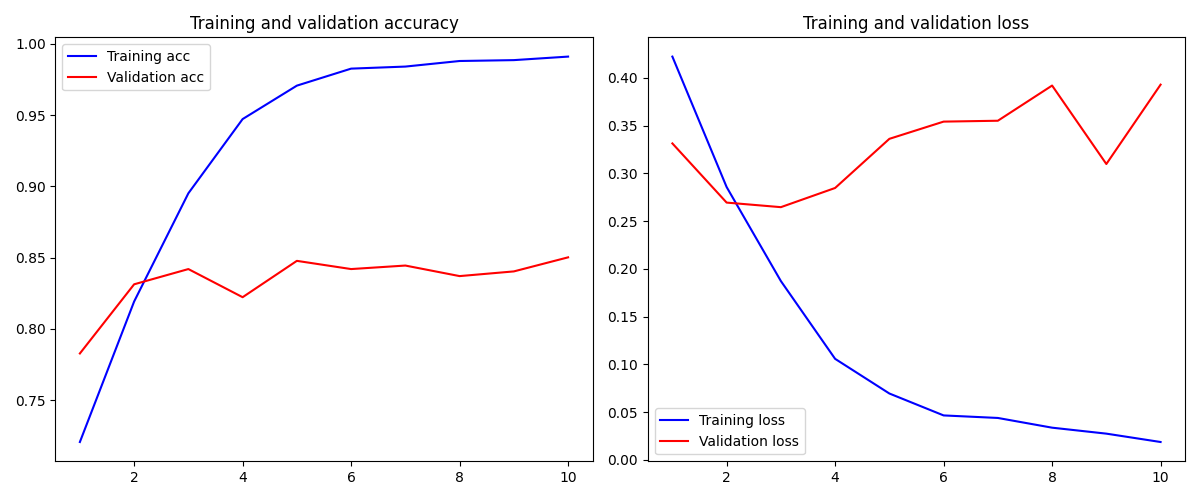 Training and validation accuracy
1.00
0.95
0.90
0.85
0.80
0.75
Training acc
Validation acc
2 4 6 8 10
Training and validation loss
0.40
0.35
0.30
0.25
0.20
0.15
0.10
0.05
0.00
Training loss
Validation loss
2 4 6 8 10